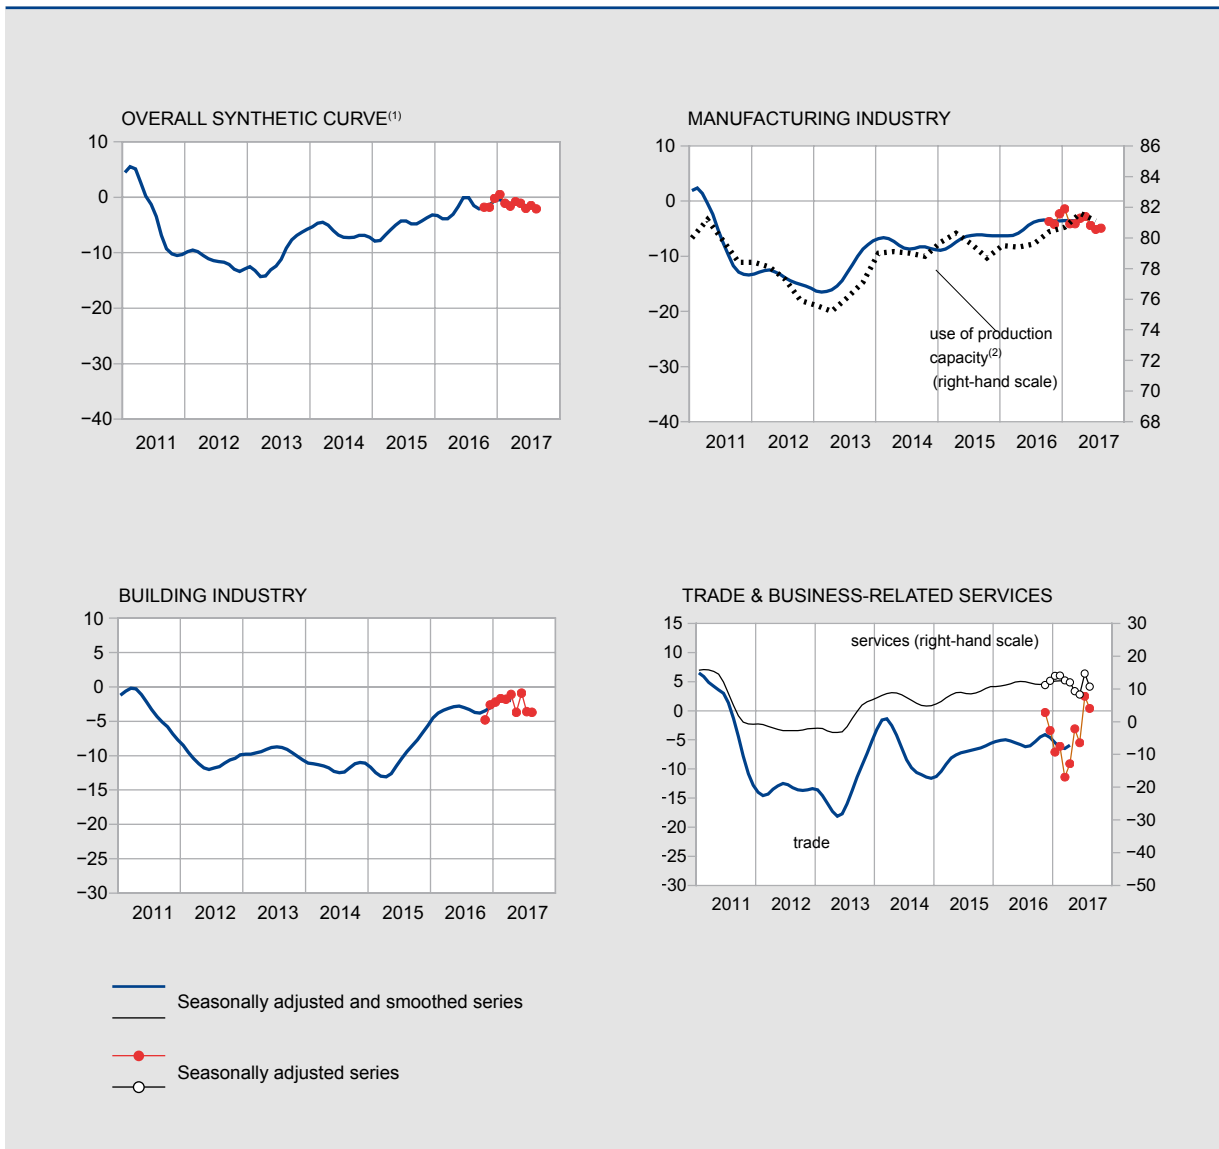 OVERALL SYNTHETIC CURVE(1)
10
0
−10
−20
−30
−40
2011 2012 2013 2014 2015 2016 2017
MANUFACTURING INDUSTRY
10 86
84
0 82
80
−10 78
−20 76
74
−30 72
70
−40 68
use of production
capacity(2)
(right-hand scale)
2011 2012 2013 2014 2015 2016 2017
BUILDING INDUSTRY
10
5
0
−5
−10
−15
−20
−25
−30
2011 2012 2013 2014 2015 2016 2017
TRADE & BUSINESS-RELATED SERVICES
15 30
10 20
5 10
0 0
-5 −10
-10 −20
-15 −30
-20 −40
-25 −50
-30
services (right-hand scale)
trade
2011 2012 2013 2014 2015 2016 2017
Seasonally adjusted and smoothed series
Seasonally adjusted series